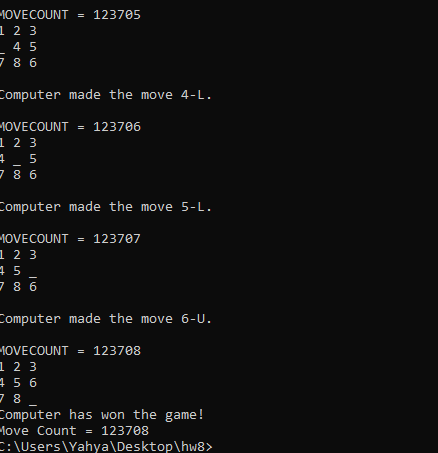 MOVECOUNT = 123705
1 2 3
_ 4 5
7 8 6
Computer made the move 4-L.
MOVECOUNT = 123706
1 2 3
4 _ 5
7 8 6
Computer made the move 5-L.
MOVECOUNT = 123707
1 2 3
4 5 _
7 8 6
Computer made the move 6-U.
MOVECOUNT = 123708
1 2 3
4 5 6
7 8 _
Computer has won the game!
Move Count = 123708
C:\Users\Yahya\Desktop\hw8>